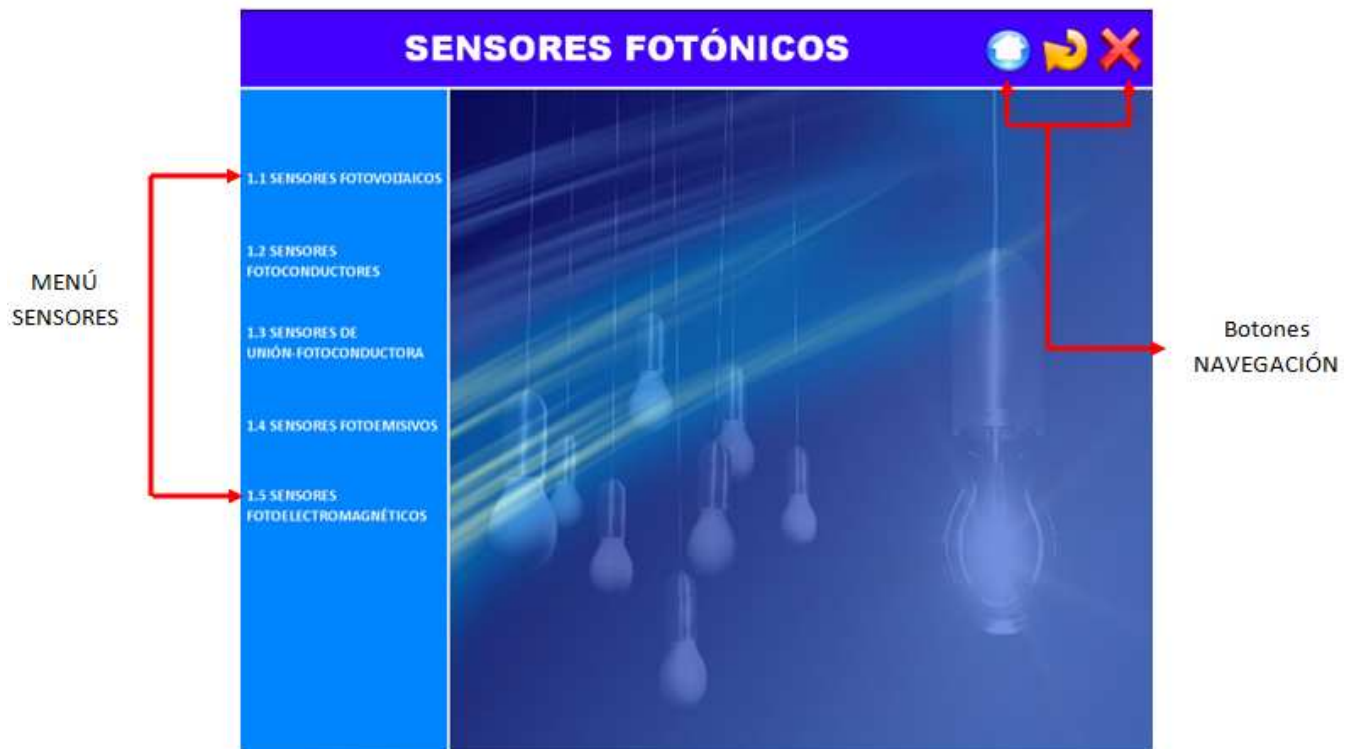 SENSORES FOTÓNICOS
1.1 SENSORES FOTOVOLTAICOS
1.2 SENSORES
FOTOCONDUCTORES
1.3 SENSORES DE
UNIÓN-FOTOCONDUCTORA
1.4 SENSORES FOTOEMISIVOS
1.5 SENSORES
FOTOELECTROMAGNÉTICOS
MENÚ
SENSORES
Botones
NAVEGACIÓN